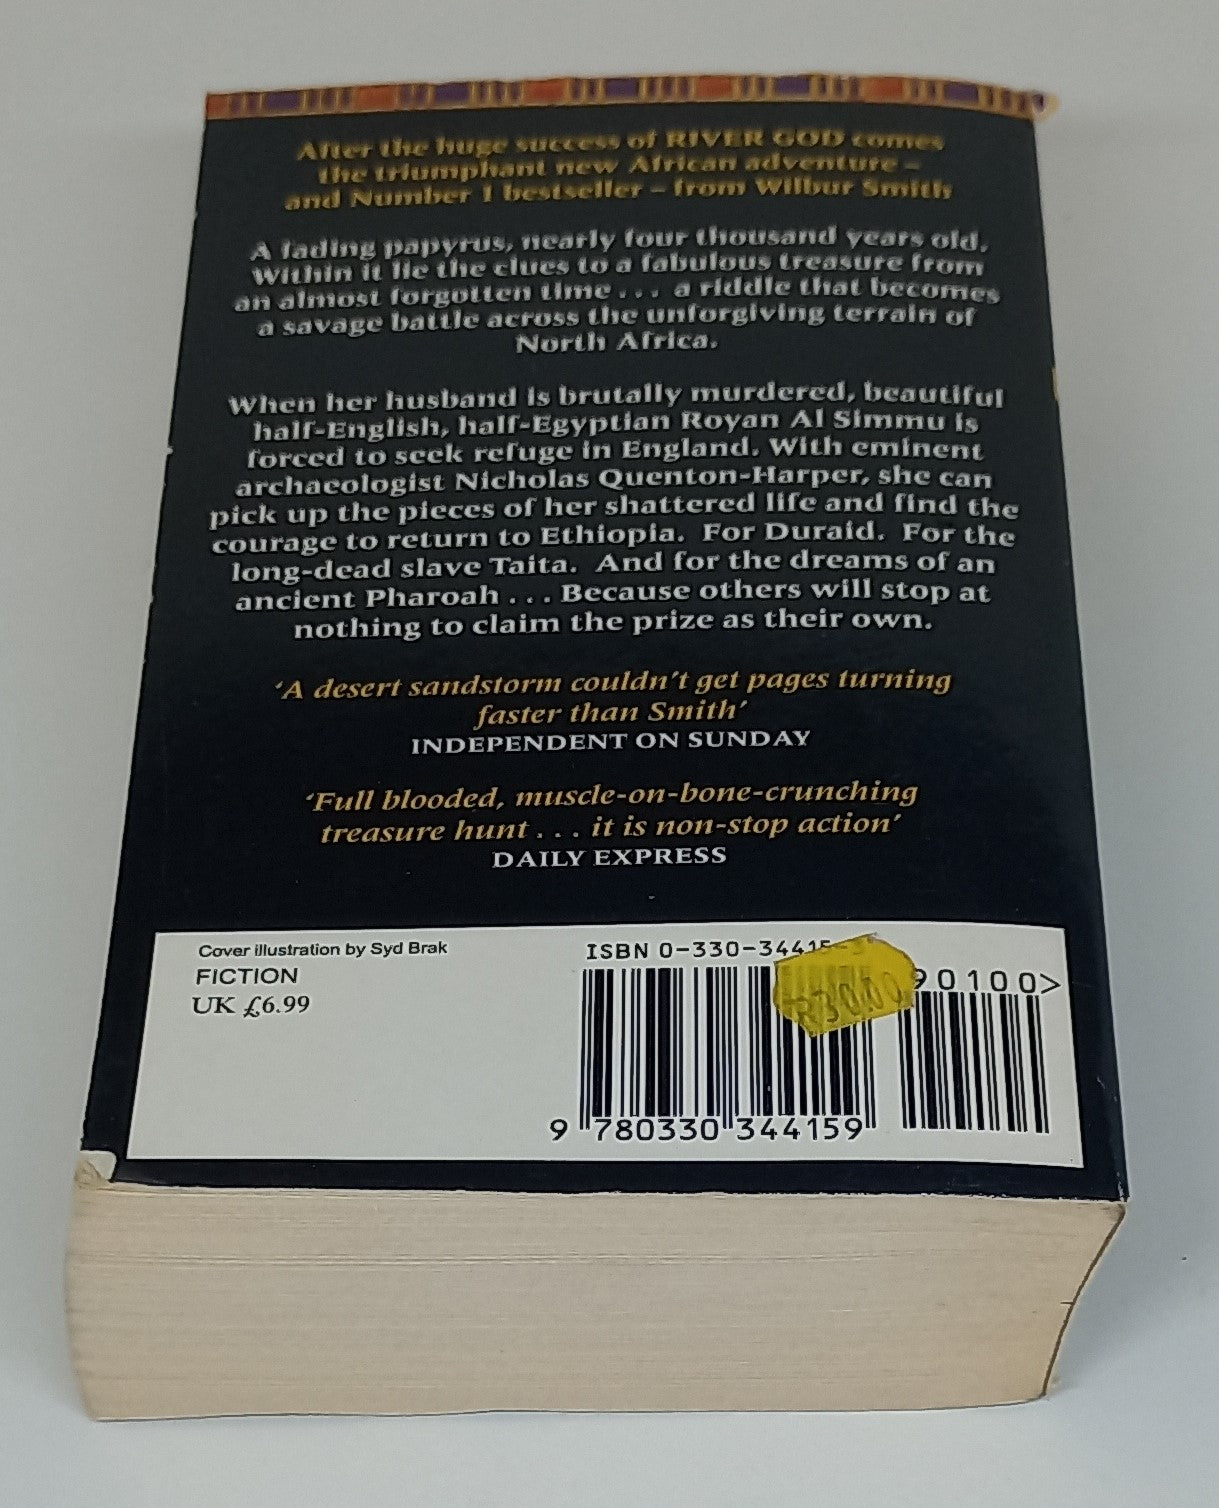 After the huge success of RIVER GOD comes
the triumphant new African adventure –
and Number 1 bestseller – from Wilbur Smith
A fading papyrus, nearly four thousand years old.
Within it lie the clues to a fabulous treasure from
an almost forgotten time . . . a riddle that becomes
a savage battle across the unforgiving terrain of
North Africa.
When her husband is brutally murdered, beautiful
half-English, half-Egyptian Royan Al Simmu is
forced to seek refuge in England. With eminent
archaeologist Nicholas Quenton-Harper, she can
pick up the pieces of her shattered life and find the
courage to return to Ethiopia. For Duraid. For the
long-dead slave Taita. And for the dreams of an
ancient Pharoah . . . Because others will stop at
nothing to claim the prize as their own.
‘A desert sandstorm couldn’t get pages turning
faster than Smith’
INDEPENDENT ON SUNDAY
‘Full blooded, muscle-on-bone-crunching
treasure hunt . . . it is non-stop action’
DAILY EXPRESS
Cover illustration by Syd Brak
FICTION
UK £6.99
ISBN 0-330-34415-
R30.00
90100>
9 780330 344159